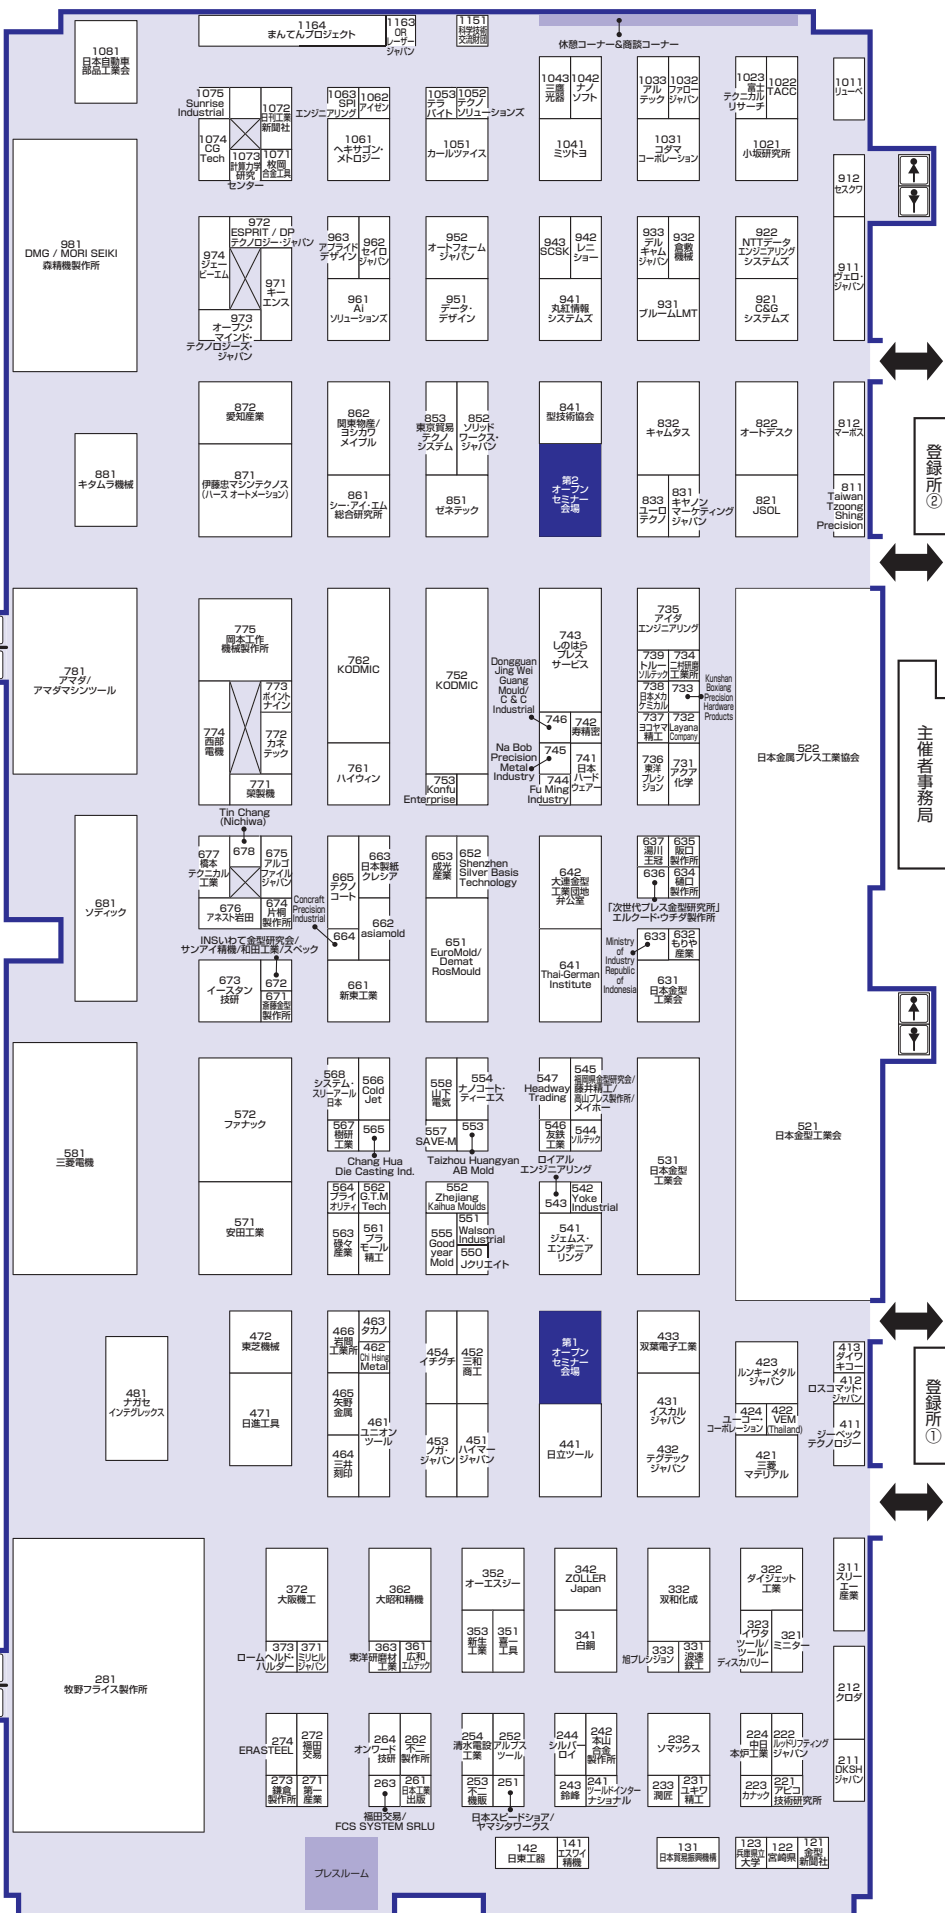 1164
まんてんプロジェクト
1163
OR
レーザー
ジャパン
1151
科学技術
交流財団
休憩コーナー&商談コーナー
1081
日本自動車
部品工業会
1075
Sunrise
Industrial
1072
日刊工業
新聞社
1074
CG
Tech
1073
計算力学
研究
センター
1071
枚岡
合金工具
1063
SPI
エンジニアリング
1062
アイゼン
1061
ヘキサゴン・
メトロジー
1053
テラ
バイト
1052
テクノ
ソリューションズ
1051
カールツァイス
1043
三鷹
光器
1042
ナノ
ソフト
1041
ミツトヨ
1033
アル
テック
1032
ファロー
ジャパン
1031
コダマ
コーポレーション
1023
富士
テクニカル
リサーチ
1022
TACC
1021
小坂研究所
1011
リューベ
912
セスクワ
911
ヴェロ・
ジャパン
981
DMG / MORI SEIKI
森精機製作所
972
ESPRIT / DP
テクノロジー・ジャパン
974
ジェー
ビーエム
971
キー
エンス
973
オープン・
マインド・
テクノロジーズ・
ジャパン
963
アプライド
デザイン
962
セイロ
ジャパン
961
Ai
ソリューションズ
952
オートフォーム
ジャパン
951
データ・
デザイン
943
SCSK
942
レニ
ショー
941
丸紅情報
システムズ
933
デル
キャム
ジャパン
932
倉敷
機械
931
ブルームLMT
922
NTTデータ
エンジニアリング
システムズ
921
C&G
システムズ
881
キタムラ機械
872
愛知産業
871
伊藤忠マシンテクノス
(ハース オートメーション)
862
関東物産/
ヨシカワ
メイプル
861
シー・アイ・エム
総合研究所
853
東京貿易
テクノ
システム
852
ソリッド
ワークス・
ジャパン
851
ゼネテック
841
型技術協会
第2
オープン
セミナー
会場
832
キャムタス
833
ユーロ
テクノ
831
キヤノン
マーケティング
ジャパン
822
オートデスク
821
JSOL
812
マーポス
811
Taiwan
Tzoong
Shing
Precision
登録所②
781
アマダ/
アマダマシンツール
775
岡本工作
機械製作所
773
ポイント
ナイン
774
西部
電機
772
カネ
テック
771
榮製機
762
KODMIC
761
ハイウィン
752
KODMIC
753
Konfu
Enterprise
743
しのはら
プレス
サービス
Dongguan
Jing Wei
Guang
Mould/
C & C
Industrial
746
742
寿精密
Na Bob
Precision
Metal
Industry
745
744
Fu Ming
Industry
741
日本
ハード
ウェアー
735
アイダ
エンジニアリング
739
トルー
ソルテック
734
二村研磨
工業所
738
日本メカ
ケミカル
733
Kunshan
Boxiang
Precision
Hardware
Products
737
ヨコヤマ
精工
732
Layana
Company
736
東洋
プレシ
ジョン
731
アクア
化学
522
日本金属プレス工業協会
主催者事務局
681
ソディック
Tin Chang
(Nichiwa)
677
橋本
テクニカル
工業
678
675
アルゴ
ファイル
ジャパン
676
アネスト岩田
674
片桐
製作所
INSいわて金型研究会/
サンアイ精機/和田工業/スペック
673
イースタン
技研
672
671
斎藤金型
製作所
Concraft
Precision
Industrial
665
テクノ
コート
663
日本製紙
クレシア
664
662
asiamold
661
新東工業
653
成光
産業
652
Shenzhen
Silver Basis
Technology
651
EuroMold/
Demat
RosMould
642
大連金型
工業団地
弁公室
641
Thai-German
Institute
637
湯川
王冠
635
阪口
製作所
636
634
樋口
製作所
「次世代プレス金型研究所」
エルクード・ウチダ製作所
Ministry
of
Industry
Republic
of
Indonesia
633
632
もりや
産業
631
日本金型
工業会
521
日本金型工業会
581
三菱電機
572
ファナック
571
安田工業
568
システム・
スリーアール
日本
566
Cold
Jet
567
樹研
工業
565
Chang Hua
Die Casting Ind.
564
プライ
オリティ
562
G.T.M
Tech
563
碌々
産業
561
プラ
モール
精工
558
山下
電気
554
ナノコート・
ティーエス
557
SAVE-M
553
Taizhou Huangyan
AB Mold
552
Zhejiang
Kaihua Moulds
555
Good
year
Mold
551
Walson
Industrial
550
Jクリエイト
547
Headway
Trading
545
福岡県金型研究会/
藤井精工/
高山プレス製作所/
メイホー
546
友鉄
工業
544
ソルテック
ロイアル
エンジニアリング
543
542
Yoke
Industrial
541
ジェムス・
エンヂニア
リング
531
日本金型
工業会
481
ナガセ
インテグレックス
472
東芝機械
471
日進工具
466
岩間
工業所
463
タカノ
462
Chi Hsing
Metal
465
矢野
金属
461
ユニオン
ツール
464
三井
刻印
454
イチグチ
452
三和
商工
453
ノガ・
ジャパン
451
ハイマー
ジャパン
第1
オープン
セミナー
会場
441
日立ツール
433
双葉電子工業
431
イスカル
ジャパン
432
テグテック
ジャパン
423
ルンキーメタル
ジャパン
424
ユーコー・
コーポレーション
422
VEM
(Thailand)
421
三菱
マテリアル
413
ダイワ
キコー
412
ロスコマット・
ジャパン
411
ジーベック
テクノロジー
登録所①
281
牧野フライス製作所
372
大阪機工
373
ロームヘルド・
ハルダー
371
ミリヒル
ジャパン
362
大昭和精機
363
東洋研磨材
工業
361
広和
エムテック
352
オーエスジー
353
新生
工業
351
嘉一
工具
342
ZOLLER
Japan
341
白銅
332
双和化成
333
旭プレシジョン
331
浪速
鉄工
322
ダイジェット
工業
323
イワタ
ツール/
ツール・
ディスカバリー
321
ミニター
311
スリー
エー
産業
212
クロダ
211
DKSH
ジャパン
274
ERASTEEL
272
福田
交易
273
鎌倉
製作所
271
第一
産業
264
オンワード
技研
262
不二
製作所
263
261
日本工業
出版
福田交易/
FCS SYSTEM SRLU
254
清水電設
工業
252
アルプス
ツール
253
不二
機販
251
日本スピードショア/
ヤマシタワークス
244
シルバー
ロイ
242
本山
合金
製作所
243
鈴峰
241
ツールドインター
ナショナル
232
ソマックス
233
潤匠
231
ユキワ
精工
224
中日
本炉工業
222
ルッドリフティング
ジャパン
223
カナック
221
アピコ
技術研究所
プレスルーム
142
日東工器
141
エスワイ
精機
131
日本貿易振興機構
123
兵庫県立
大学
122
宮崎県
121
金型
新聞社